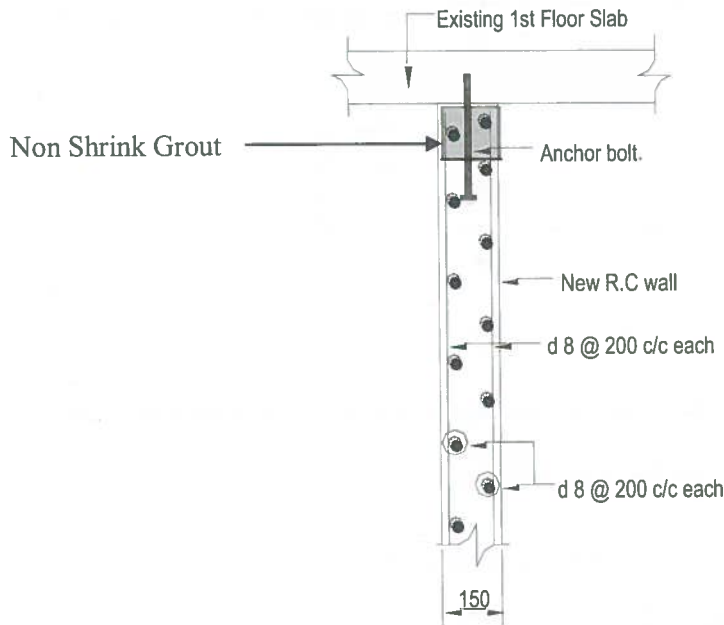 Existing 1st Floor Slab
Non Shrink Grout
Anchor bolt.
New R.C wall
d 8 @ 200 c/c each
d 8 @ 200 c/c each
150